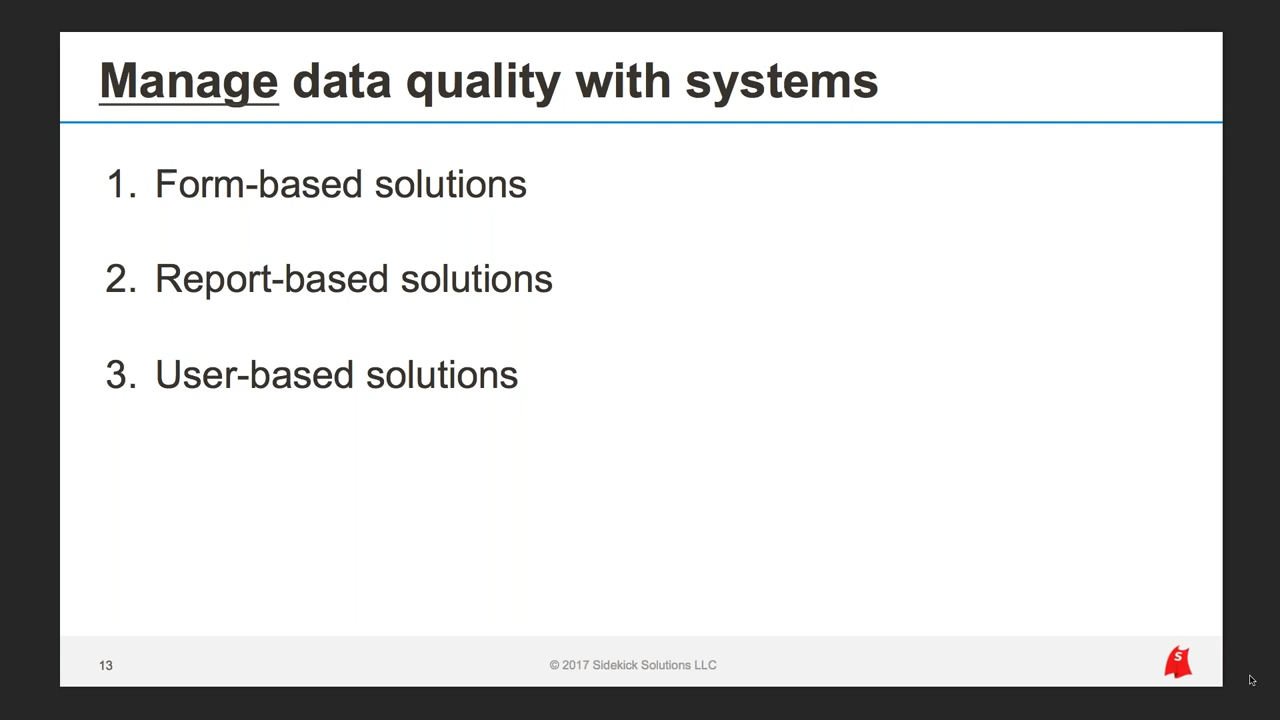 Manage data quality with systems
1. Form-based solutions
2. Report-based solutions
3. User-based solutions
13
© 2017 Sidekick Solutions LLC
S